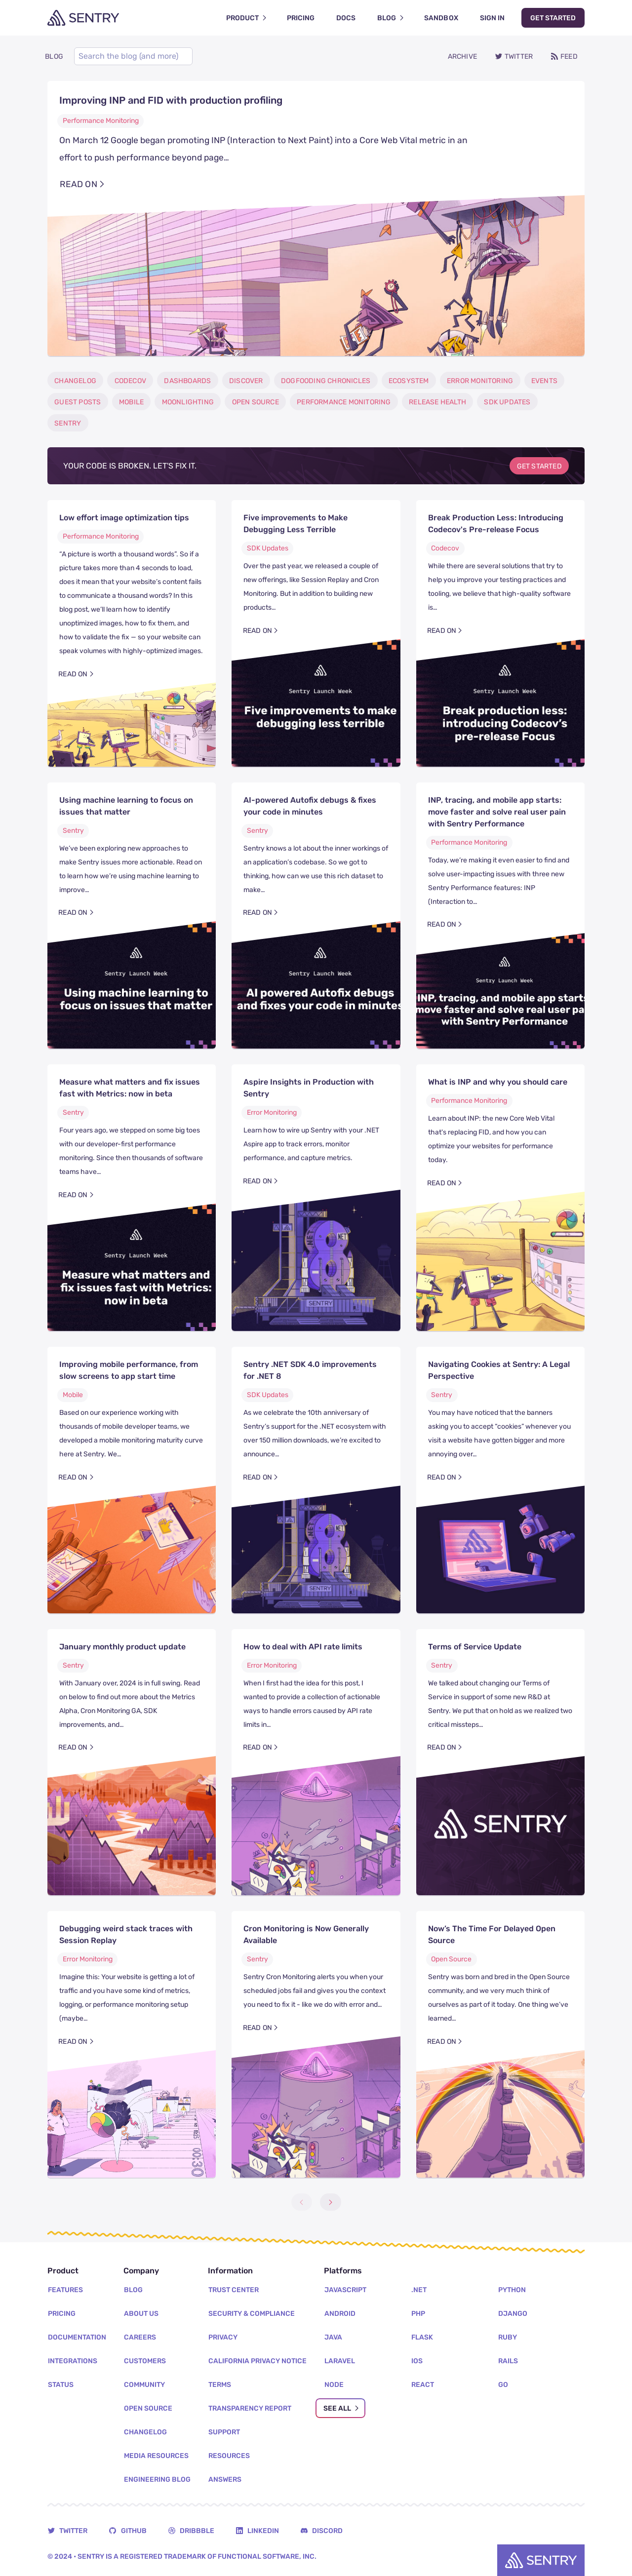 SENTRY
PRODUCT
PRICING
DOCS
BLOG
SANDBOX
SIGN IN
GET STARTED
BLOG
Search the blog (and more)
ARCHIVE
TWITTER
FEED
Improving INP and FID with production profiling
Performance Monitoring
On March 12 Google began promoting INP (Interaction to Next Paint) into a Core Web Vital metric in an
effort to push performance beyond page…
READ ON
CHANGELOG
CODECOV
DASHBOARDS
DISCOVER
DOGFOODING CHRONICLES
ECOSYSTEM
ERROR MONITORING
EVENTS
GUEST POSTS
MOBILE
MOONLIGHTING
OPEN SOURCE
PERFORMANCE MONITORING
RELEASE HEALTH
SDK UPDATES
SENTRY
YOUR CODE IS BROKEN. LET'S FIX IT.
GET STARTED
Low effort image optimization tips
Performance Monitoring
“A picture is worth a thousand words”. So if a
picture takes more than 4 seconds to load,
does it mean that your website’s content fails
to communicate a thousand words? In this
blog post, we’ll learn how to identify
unoptimized images, how to fix them, and
how to validate the fix — so your website can
speak volumes with highly-optimized images.
READ ON
Five improvements to Make
Debugging Less Terrible
SDK Updates
Over the past year, we released a couple of
new offerings, like Session Replay and Cron
Monitoring. But in addition to building new
products…
READ ON
Sentry Launch Week
Five improvements to make
debugging less terrible
Break Production Less: Introducing
Codecov's Pre-release Focus
Codecov
While there are several solutions that try to
help you improve your testing practices and
tooling, we believe that high-quality software
is…
READ ON
Sentry Launch Week
Break production less:
introducing Codecov’s
pre-release Focus
Using machine learning to focus on
issues that matter
Sentry
We’ve been exploring new approaches to
make Sentry issues more actionable. Read on
to learn how we’re using machine learning to
improve…
READ ON
Sentry Launch Week
Using machine learning to
focus on issues that matter
AI-powered Autofix debugs & fixes
your code in minutes
Sentry
Sentry knows a lot about the inner workings of
an application’s codebase. So we got to
thinking, how can we use this rich dataset to
make…
READ ON
Sentry Launch Week
AI powered Autofix debugs
and fixes your code in minutes
INP, tracing, and mobile app starts:
move faster and solve real user pain
with Sentry Performance
Performance Monitoring
Today, we’re making it even easier to find and
solve user-impacting issues with three new
Sentry Performance features: INP
(Interaction to…
READ ON
Sentry Launch Week
INP, tracing, and mobile app starts
move faster and solve real user pa
with Sentry Performance
Measure what matters and fix issues
fast with Metrics: now in beta
Sentry
Four years ago, we stepped on some big toes
with our developer-first performance
monitoring. Since then thousands of software
teams have…
READ ON
Sentry Launch Week
Measure what matters and
fix issues fast with Metrics:
now in beta
Aspire Insights in Production with
Sentry
Error Monitoring
Learn how to wire up Sentry with your .NET
Aspire app to track errors, monitor
performance, and capture metrics.
READ ON
SENTRY
What is INP and why you should care
Performance Monitoring
Learn about INP: the new Core Web Vital
that's replacing FID, and how you can
optimize your websites for performance
today.
READ ON
Improving mobile performance, from
slow screens to app start time
Mobile
Based on our experience working with
thousands of mobile developer teams, we
developed a mobile monitoring maturity curve
here at Sentry. We…
READ ON
Sentry .NET SDK 4.0 improvements
for .NET 8
SDK Updates
As we celebrate the 10th anniversary of
Sentry’s support for the .NET ecosystem with
over 150 million downloads, we’re excited to
announce…
READ ON
SENTRY
Navigating Cookies at Sentry: A Legal
Perspective
Sentry
You may have noticed that the banners
asking you to accept “cookies” whenever you
visit a website have gotten bigger and more
annoying over…
READ ON
January monthly product update
Sentry
With January over, 2024 is in full swing. Read
on below to find out more about the Metrics
Alpha, Cron Monitoring GA, SDK
improvements, and…
READ ON
How to deal with API rate limits
Error Monitoring
When I first had the idea for this post, I
wanted to provide a collection of actionable
ways to handle errors caused by API rate
limits in…
READ ON
Terms of Service Update
Sentry
We talked about changing our Terms of
Service in support of some new R&D at
Sentry. We put that on hold as we realized two
critical missteps…
READ ON
SENTRY
Debugging weird stack traces with
Session Replay
Error Monitoring
Imagine this: Your website is getting a lot of
traffic and you have some kind of metrics,
logging, or performance monitoring setup
(maybe…
READ ON
00:30
Cron Monitoring is Now Generally
Available
Sentry
Sentry Cron Monitoring alerts you when your
scheduled jobs fail and gives you the context
you need to fix it - like we do with error and…
READ ON
Now’s The Time For Delayed Open
Source
Open Source
Sentry was born and bred in the Open Source
community, and we very much think of
ourselves as part of it today. One thing we’ve
learned…
READ ON
Product
FEATURES
PRICING
DOCUMENTATION
INTEGRATIONS
STATUS
Company
BLOG
ABOUT US
CAREERS
CUSTOMERS
COMMUNITY
OPEN SOURCE
CHANGELOG
MEDIA RESOURCES
ENGINEERING BLOG
Information
TRUST CENTER
SECURITY & COMPLIANCE
PRIVACY
CALIFORNIA PRIVACY NOTICE
TERMS
TRANSPARENCY REPORT
SUPPORT
RESOURCES
ANSWERS
Platforms
JAVASCRIPT
ANDROID
JAVA
LARAVEL
NODE
SEE ALL
.NET
PHP
FLASK
IOS
REACT
PYTHON
DJANGO
RUBY
RAILS
GO
TWITTER
GITHUB
DRIBBBLE
LINKEDIN
DISCORD
© 2024 • SENTRY IS A REGISTERED TRADEMARK OF FUNCTIONAL SOFTWARE, INC.
SENTRY